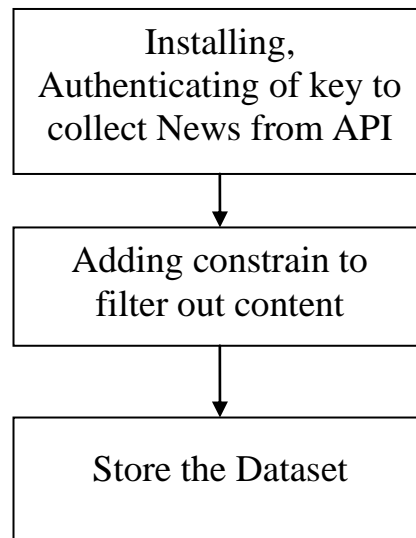 Installing,
Authenticating of key to
collect News from API
Adding constrain to
filter out content
Store the Dataset